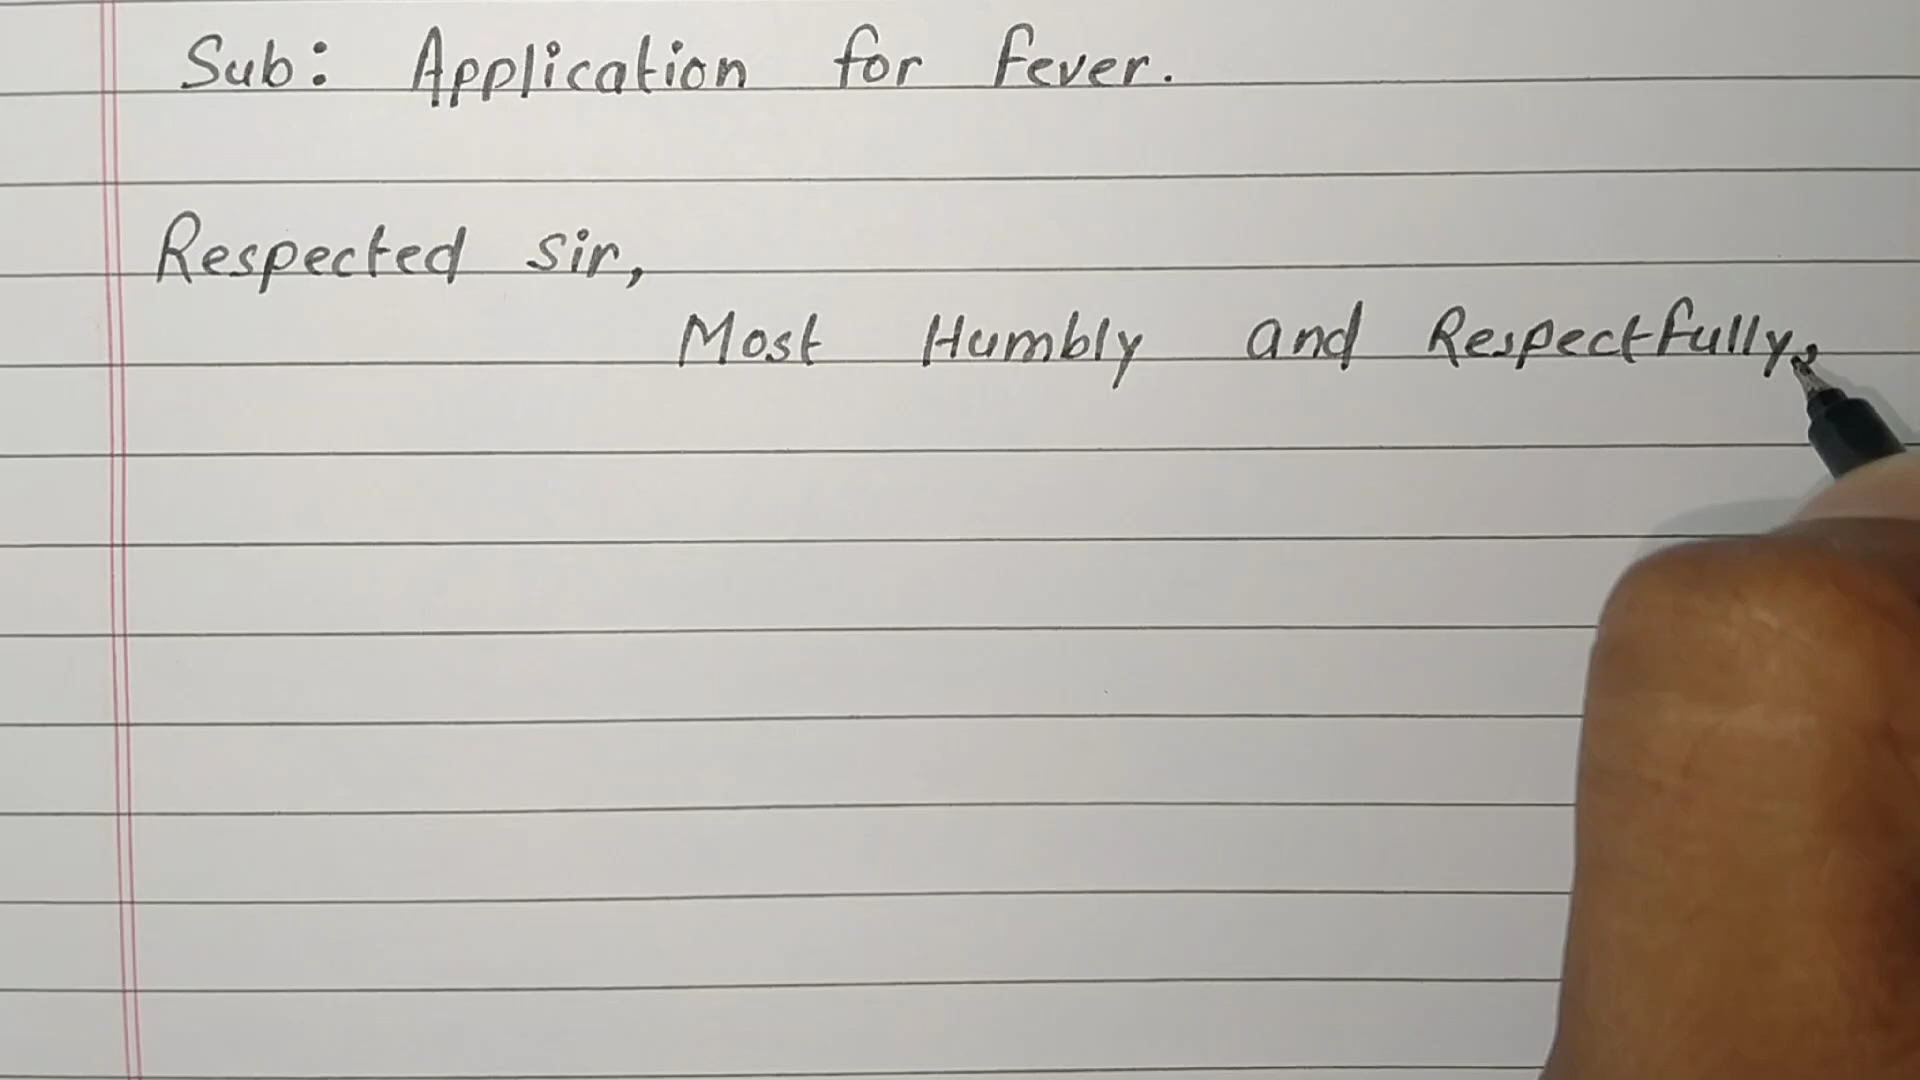 Sub: Application for fever.
Respected sir,
Most Humbly and Respectfully,